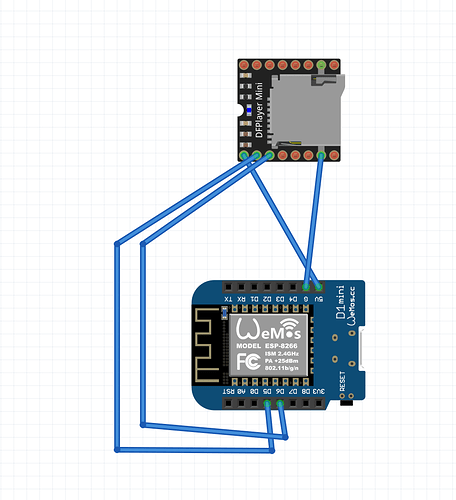 DFPlayer Mini
TX RX D1 D2 D3 D4 G 5V
D1 mini
WeMos.cc
WeMos
MODEL ESP-8266
ISM 2.4GHz
PA +25dBm
802.11b/g/n
FC
RST A0 D0 D5 D6 D7 D8 3V3
RESET